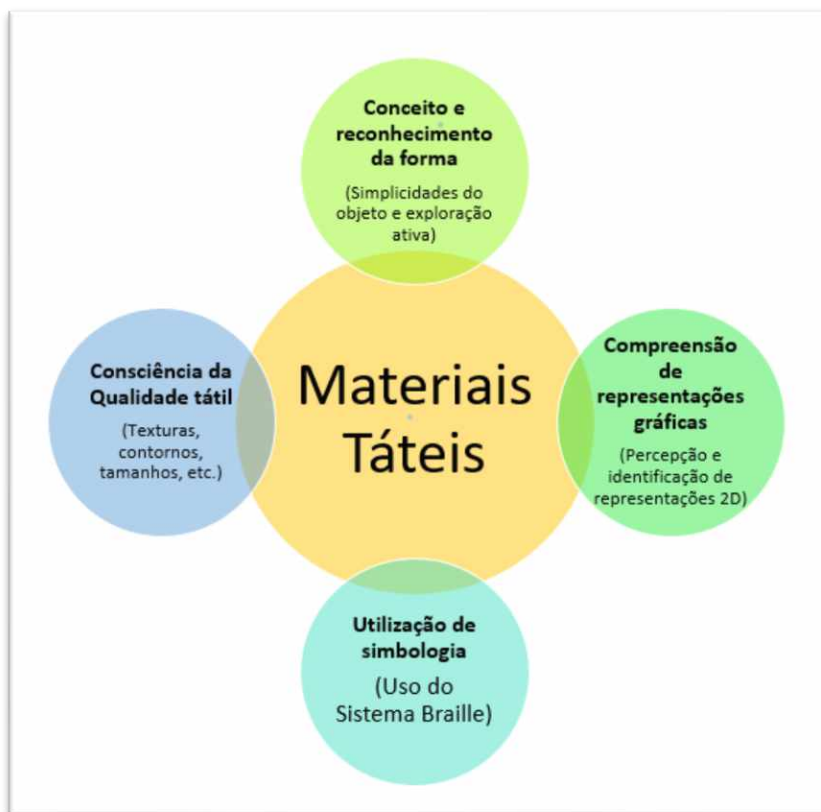 Conceito e
reconhecimento
da forma
(Simplicidades do
objeto e exploração
ativa)
Consciência da
Qualidade tátil
(Texturas,
contornos,
tamanhos, etc.)
Materiais
Táteis
Compreensão
de
representações
gráficas
(Percepção e
identificação de
representações 2D)
Utilização de
simbologia
(Uso do
Sistema Braille)